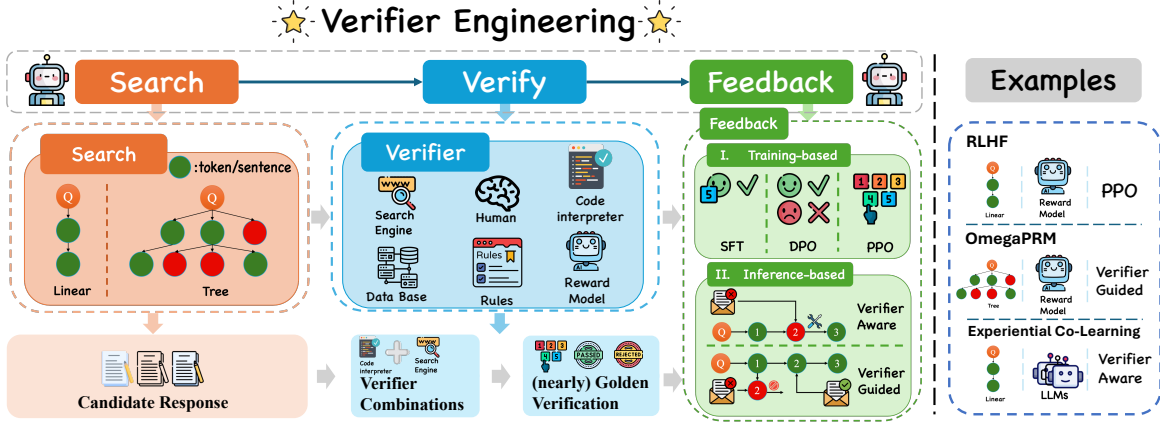 Verifier Engineering
Search
Verify
Feedback
Search
:token/sentence
Q
Q
Linear
Tree
Candidate Response
Verifier
WWW
Search
Engine
Human
Code
interpreter
Data Base
Rules
Rules
AI
Reward
Model
Code
interpreter
Search
Engine
Verifier
Combinations
1 2 3
4 5
PASSED
REJECTED
(nearly) Golden
Verification
Feedback
I. Training-based
5
1 2 3
4 5
SFT
DPO
PPO
II. Inference-based
Q 1 2 3
Verifier
Aware
Q 1 2 3
2
Verifier
Guided
Examples
RLHF
Q
Linear
AI
Reward
Model
PPO
OmegaPRM
Q
Tree
AI
Reward
Model
Verifier
Guided
Experiential Co-Learning
Q
Linear
LLMs
Verifier
Aware